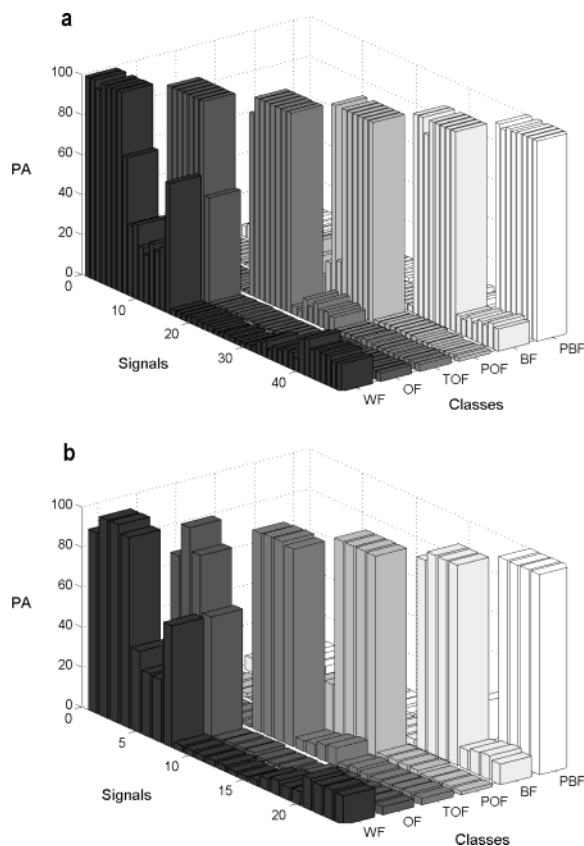 a
100
80
60
PA
40
20
0
0
10
20
30
40
Signals
WF
OF
TOF
POF
BF
PBF
Classes
b
100
80
PA
60
40
20
0
0
5
10
15
20
Signals
WF
OF
TOF
POF
BF
PBF
Classes